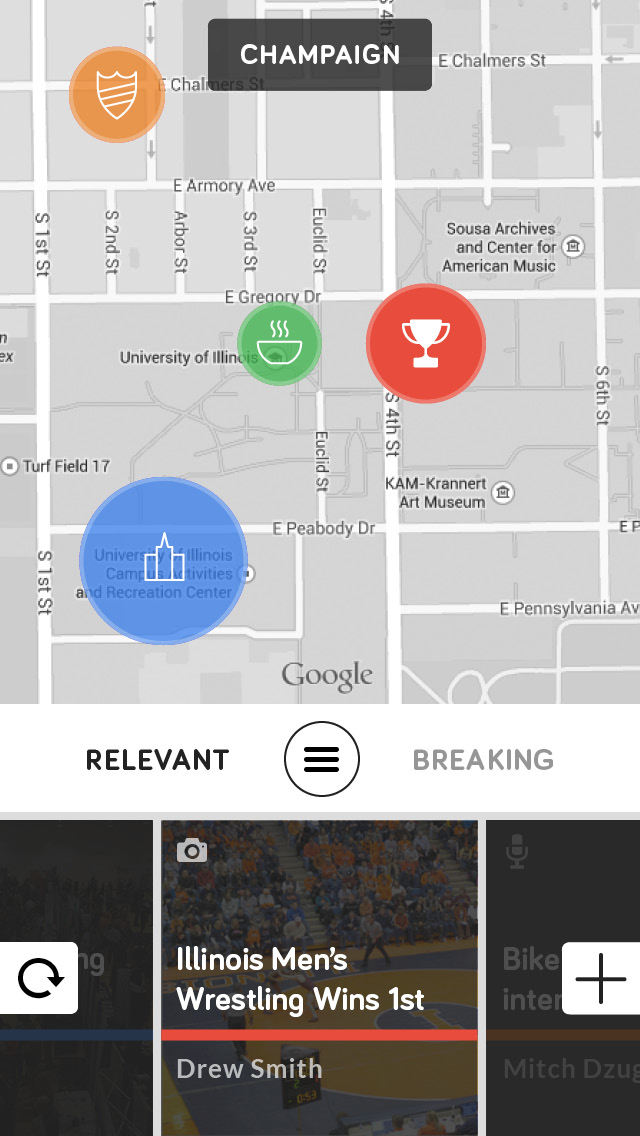 S 4th
CHAMPAIGN
E Chalmers St
E Chalmers St
E Armory Ave
S 1st St
S 2nd St
Arbor St
S 3rd St
Euclid St
Sousa Archives
and Center for
American Music
E Gregory Dr
University of Illinois
S 4th St
S 6th St
Turf Field 17
Euclid St
KAM-Krannert
Art Museum
E Peabody Dr
E P
S 1st St
University of Illinois
Campus Activities
and Recreation Center
E Pennsylvania Av
Google
RELEVANT
BREAKING
ng
Illinois Men's
Wrestling Wins 1st
Drew Smith
0:53
Bike
inter
Mitch Dzug